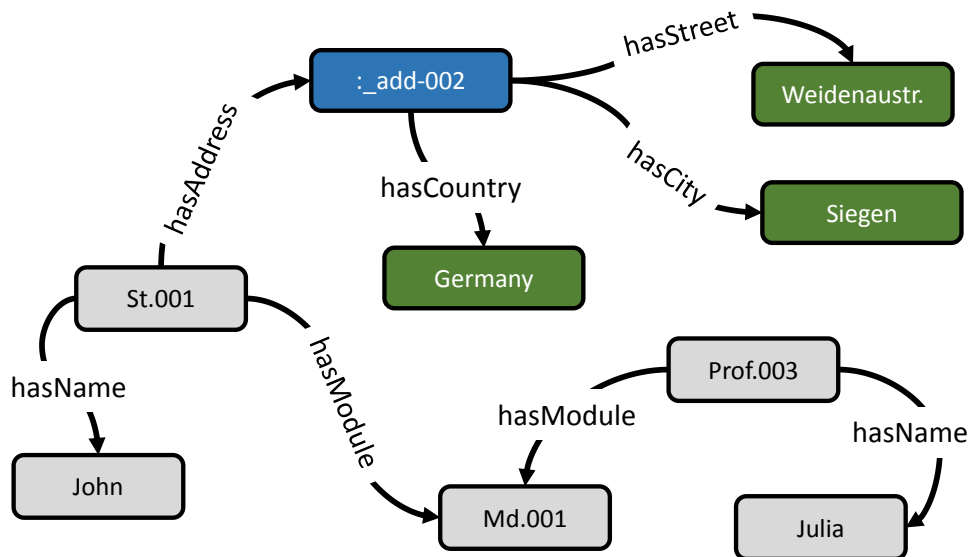 hasStreet
:_add-002
Weidenaustr.
hasAddress
hasCity
hasCountry
Siegen
Germany
St.001
hasModule
Prof.003
hasName
hasModule
hasName
John
Md.001
Julia